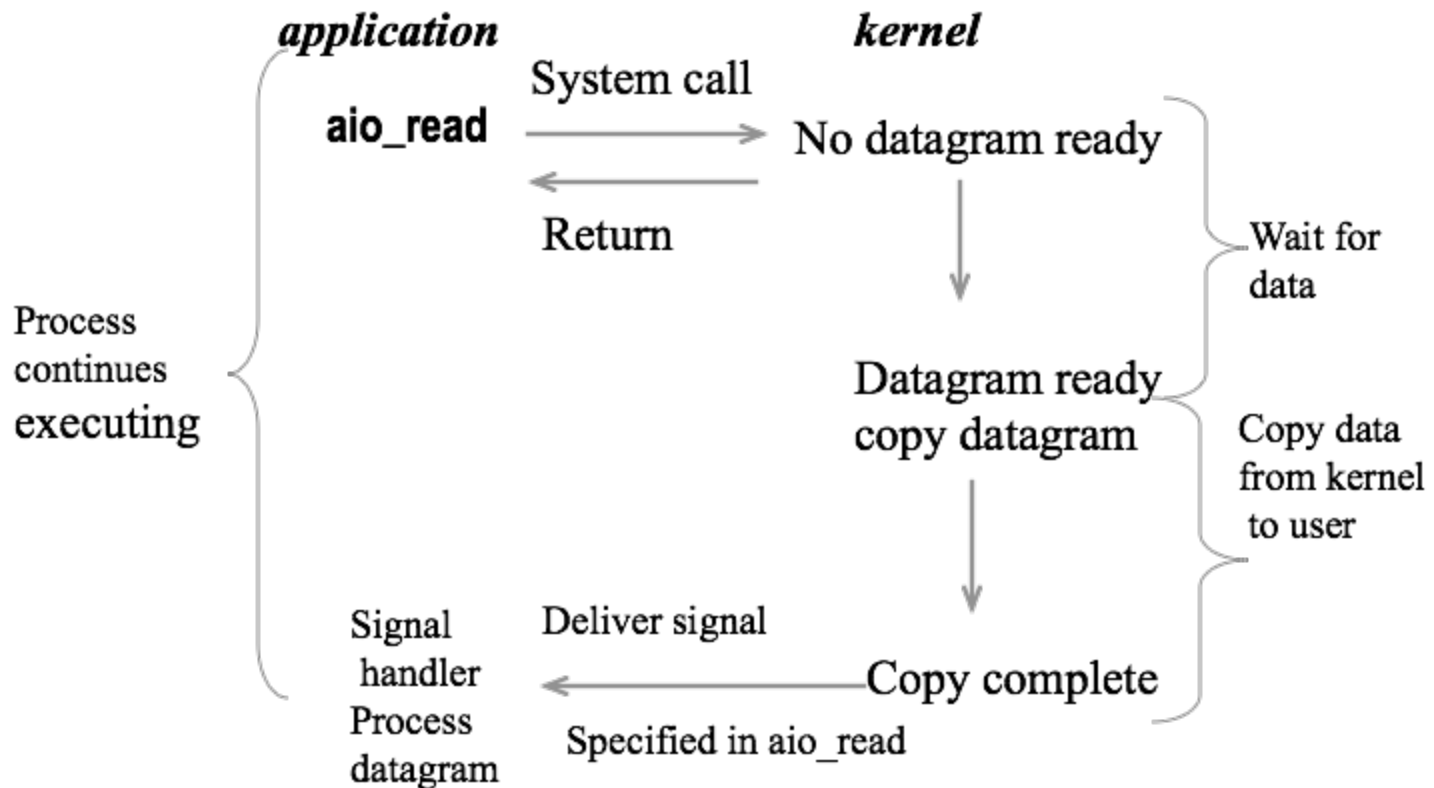 application
kernel
System call
aio_read
No datagram ready
Return
Wait for
data
Process
continues
executing
Datagram ready
copy datagram
Copy data
from kernel
to user
Signal
handler
Process
datagram
Deliver signal
Copy complete
Specified in aio_read